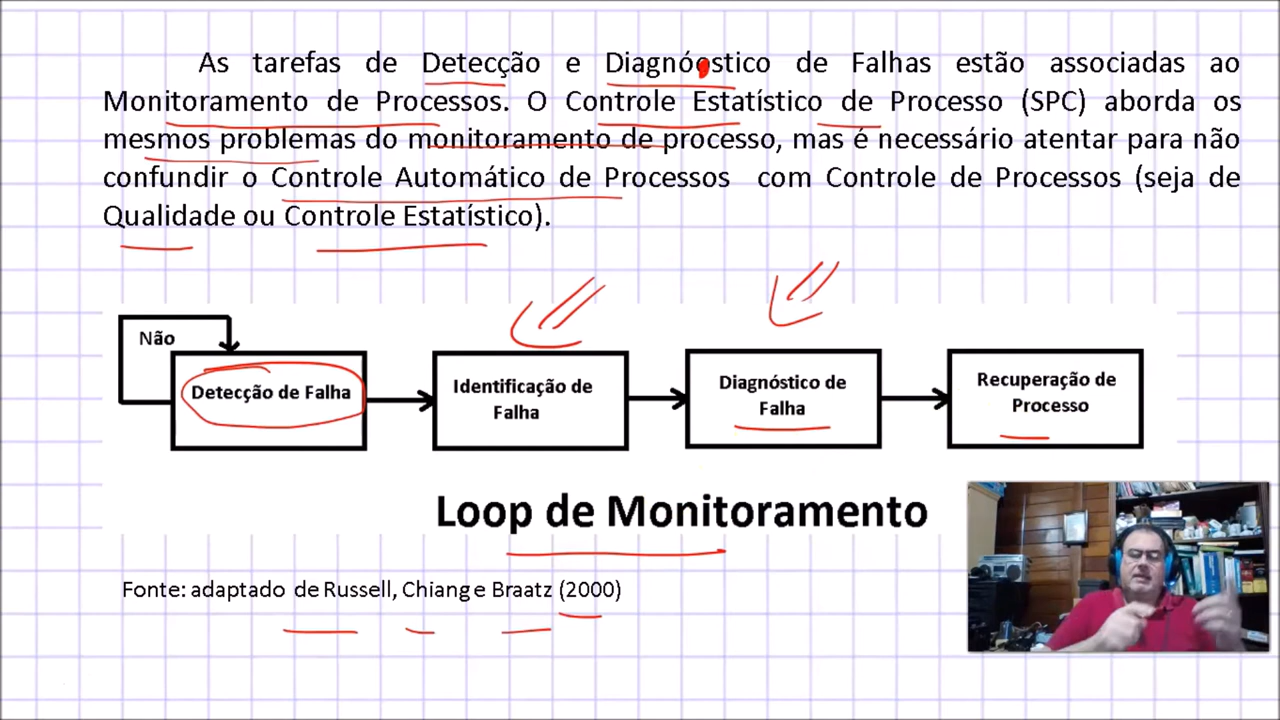 As tarefas de Detecção e Diagnóstico de Falhas estão associadas ao
Monitoramento de Processos. O Controle Estatístico de Processo (SPC) aborda os
mesmos problemas do monitoramento de processo, mas é necessário atentar para não
confundir o Controle Automático de Processos com Controle de Processos (seja de
Qualidade ou Controle Estatístico).
Não
Detecção de Falha
Identificação de
Falha
Diagnóstico de
Falha
Recuperação de
Processo
Loop de Monitoramento
Fonte: adaptado de Russell, Chiang e Braatz (2000)